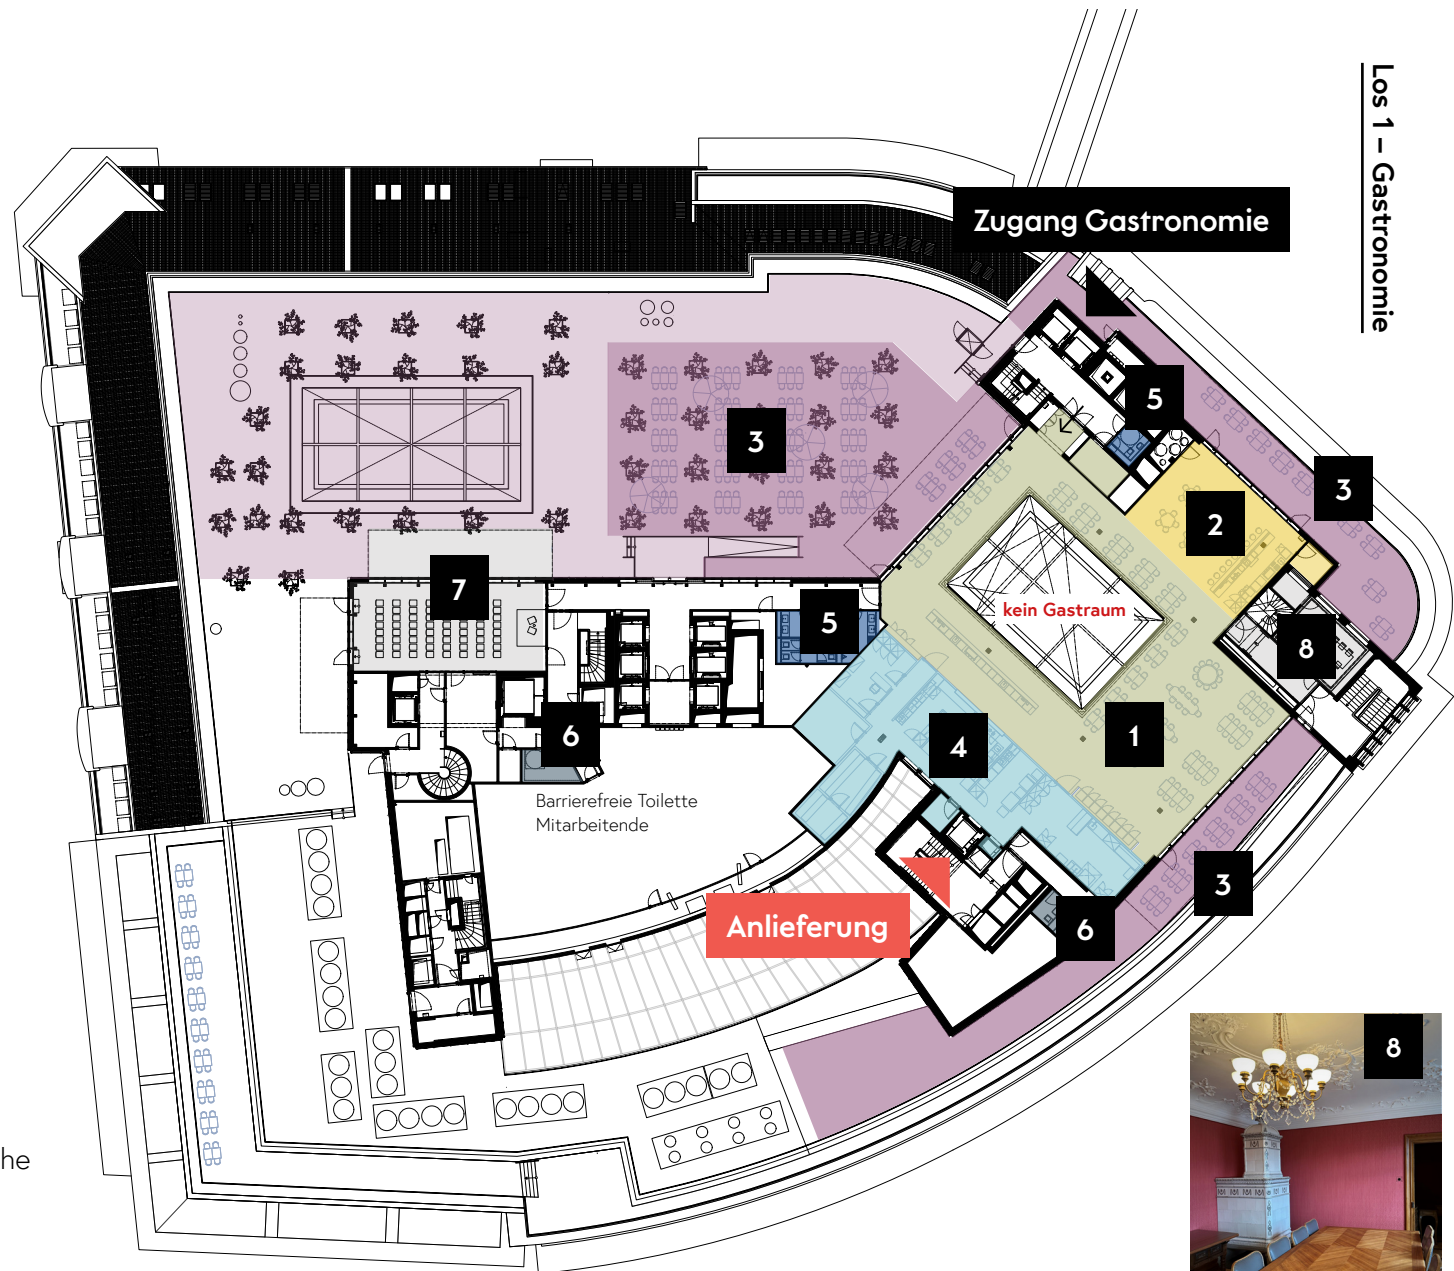 Los 1 – Gastronomie
Zugang Gastronomie
5
3
3
2
7
kein Gastraum
5
8
6
4
1
Barrierefreie Toilette
Mitarbeitende
3
Anlieferung
6
8
he